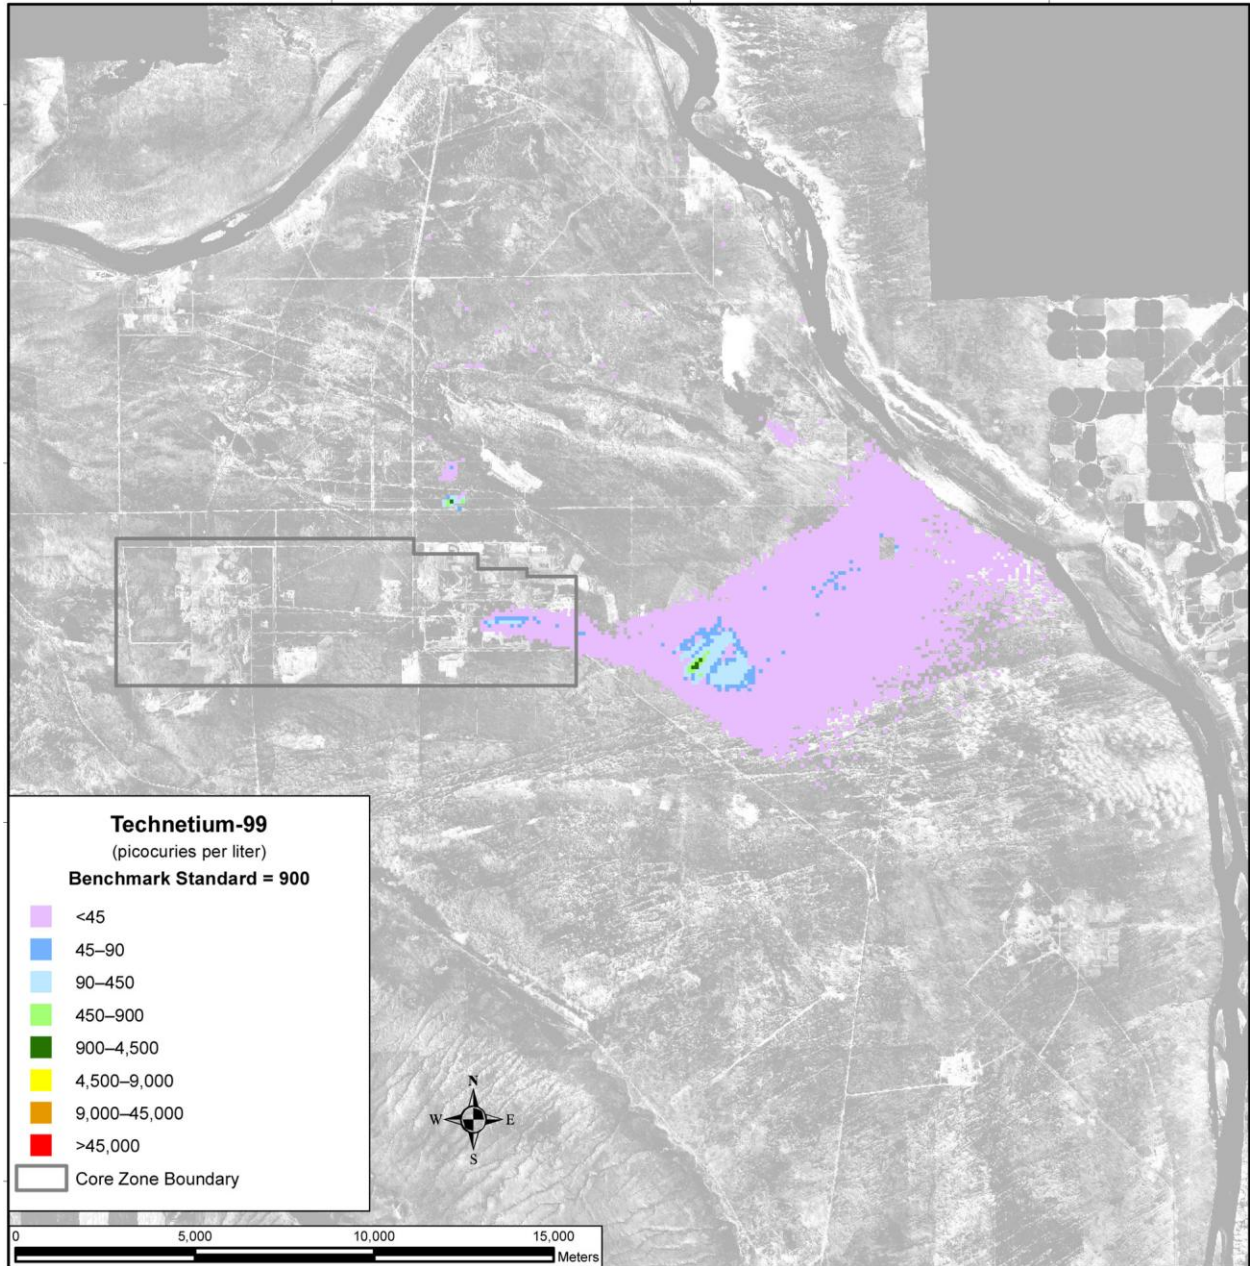 Technetium-99
(picocuries per liter)
Benchmark Standard = 900
<45
45–90
90–450
450–900
900–4,500
4,500–9,000
9,000–45,000
>45,000
Core Zone Boundary
N
W E
S
0 5,000 10,000 15,000
Meters